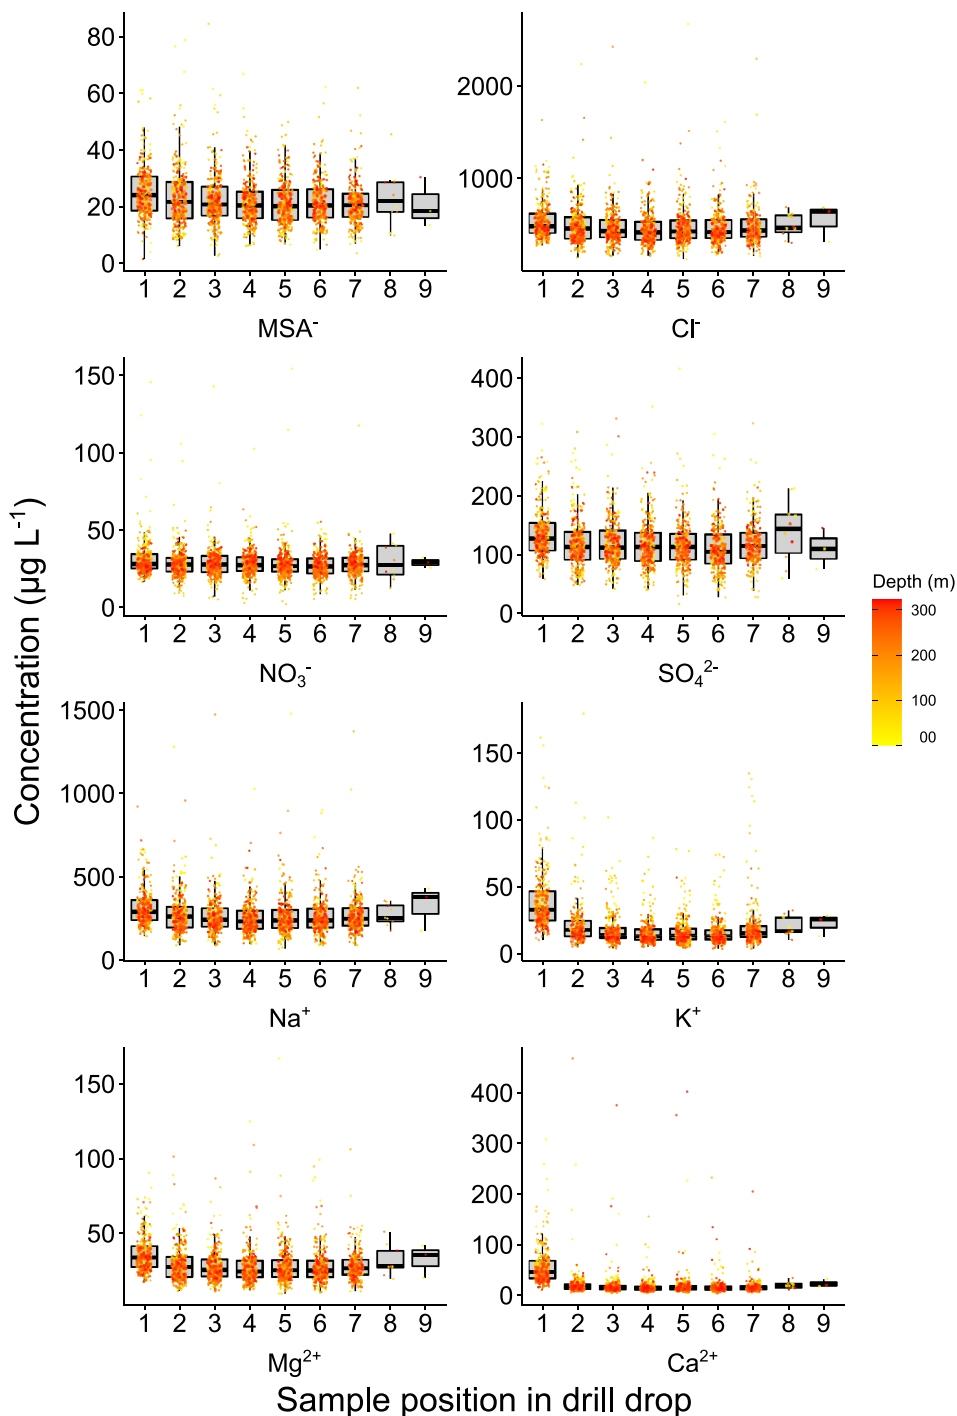 80
60
40
20
0
1 2 3 4 5 6 7 8 9
MSA⁻
2000
1000
1 2 3 4 5 6 7 8 9
Cl⁻
150
100
50
0
1 2 3 4 5 6 7 8 9
NO₃⁻
400
300
200
100
0
1 2 3 4 5 6 7 8 9
SO₄²⁻
Concentration (µg L⁻¹)
Depth (m)
300
200
100
00
1500
1000
500
0
1 2 3 4 5 6 7 8 9
Na⁺
150
100
50
0
1 2 3 4 5 6 7 8 9
K⁺
150
100
50
1 2 3 4 5 6 7 8 9
Mg²⁺
400
300
200
100
0
1 2 3 4 5 6 7 8 9
Ca²⁺
Sample position in drill drop